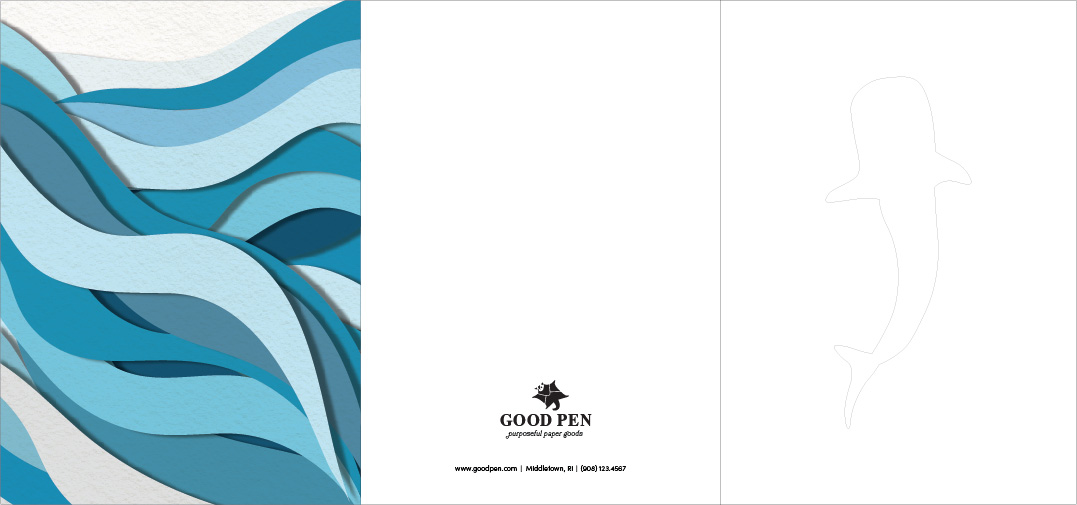 GOOD PEN
purposeful paper goods
www.goodpen.com | Middletown, RI | (908) 123.4567